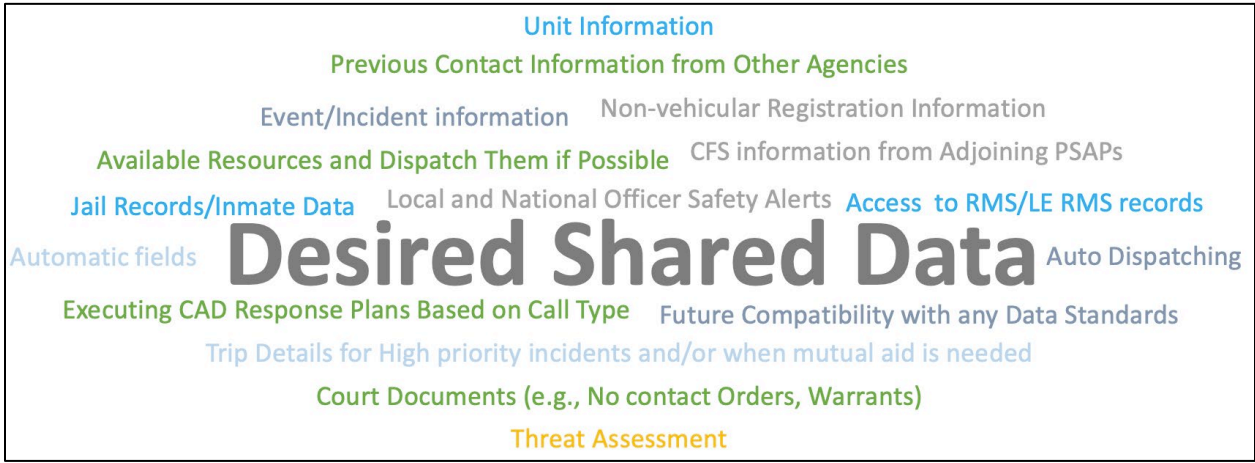 Unit Information
Previous Contact Information from Other Agencies
Event/Incident information
Non-vehicular Registration Information
Available Resources and Dispatch Them if Possible
CFS information from Adjoining PSAPs
Jail Records/Inmate Data
Local and National Officer Safety Alerts
Access to RMS/LE RMS records
Automatic fields
Desired Shared Data
Auto Dispatching
Executing CAD Response Plans Based on Call Type
Future Compatibility with any Data Standards
Trip Details for High priority incidents and/or when mutual aid is needed
Court Documents (e.g., No contact Orders, Warrants)
Threat Assessment